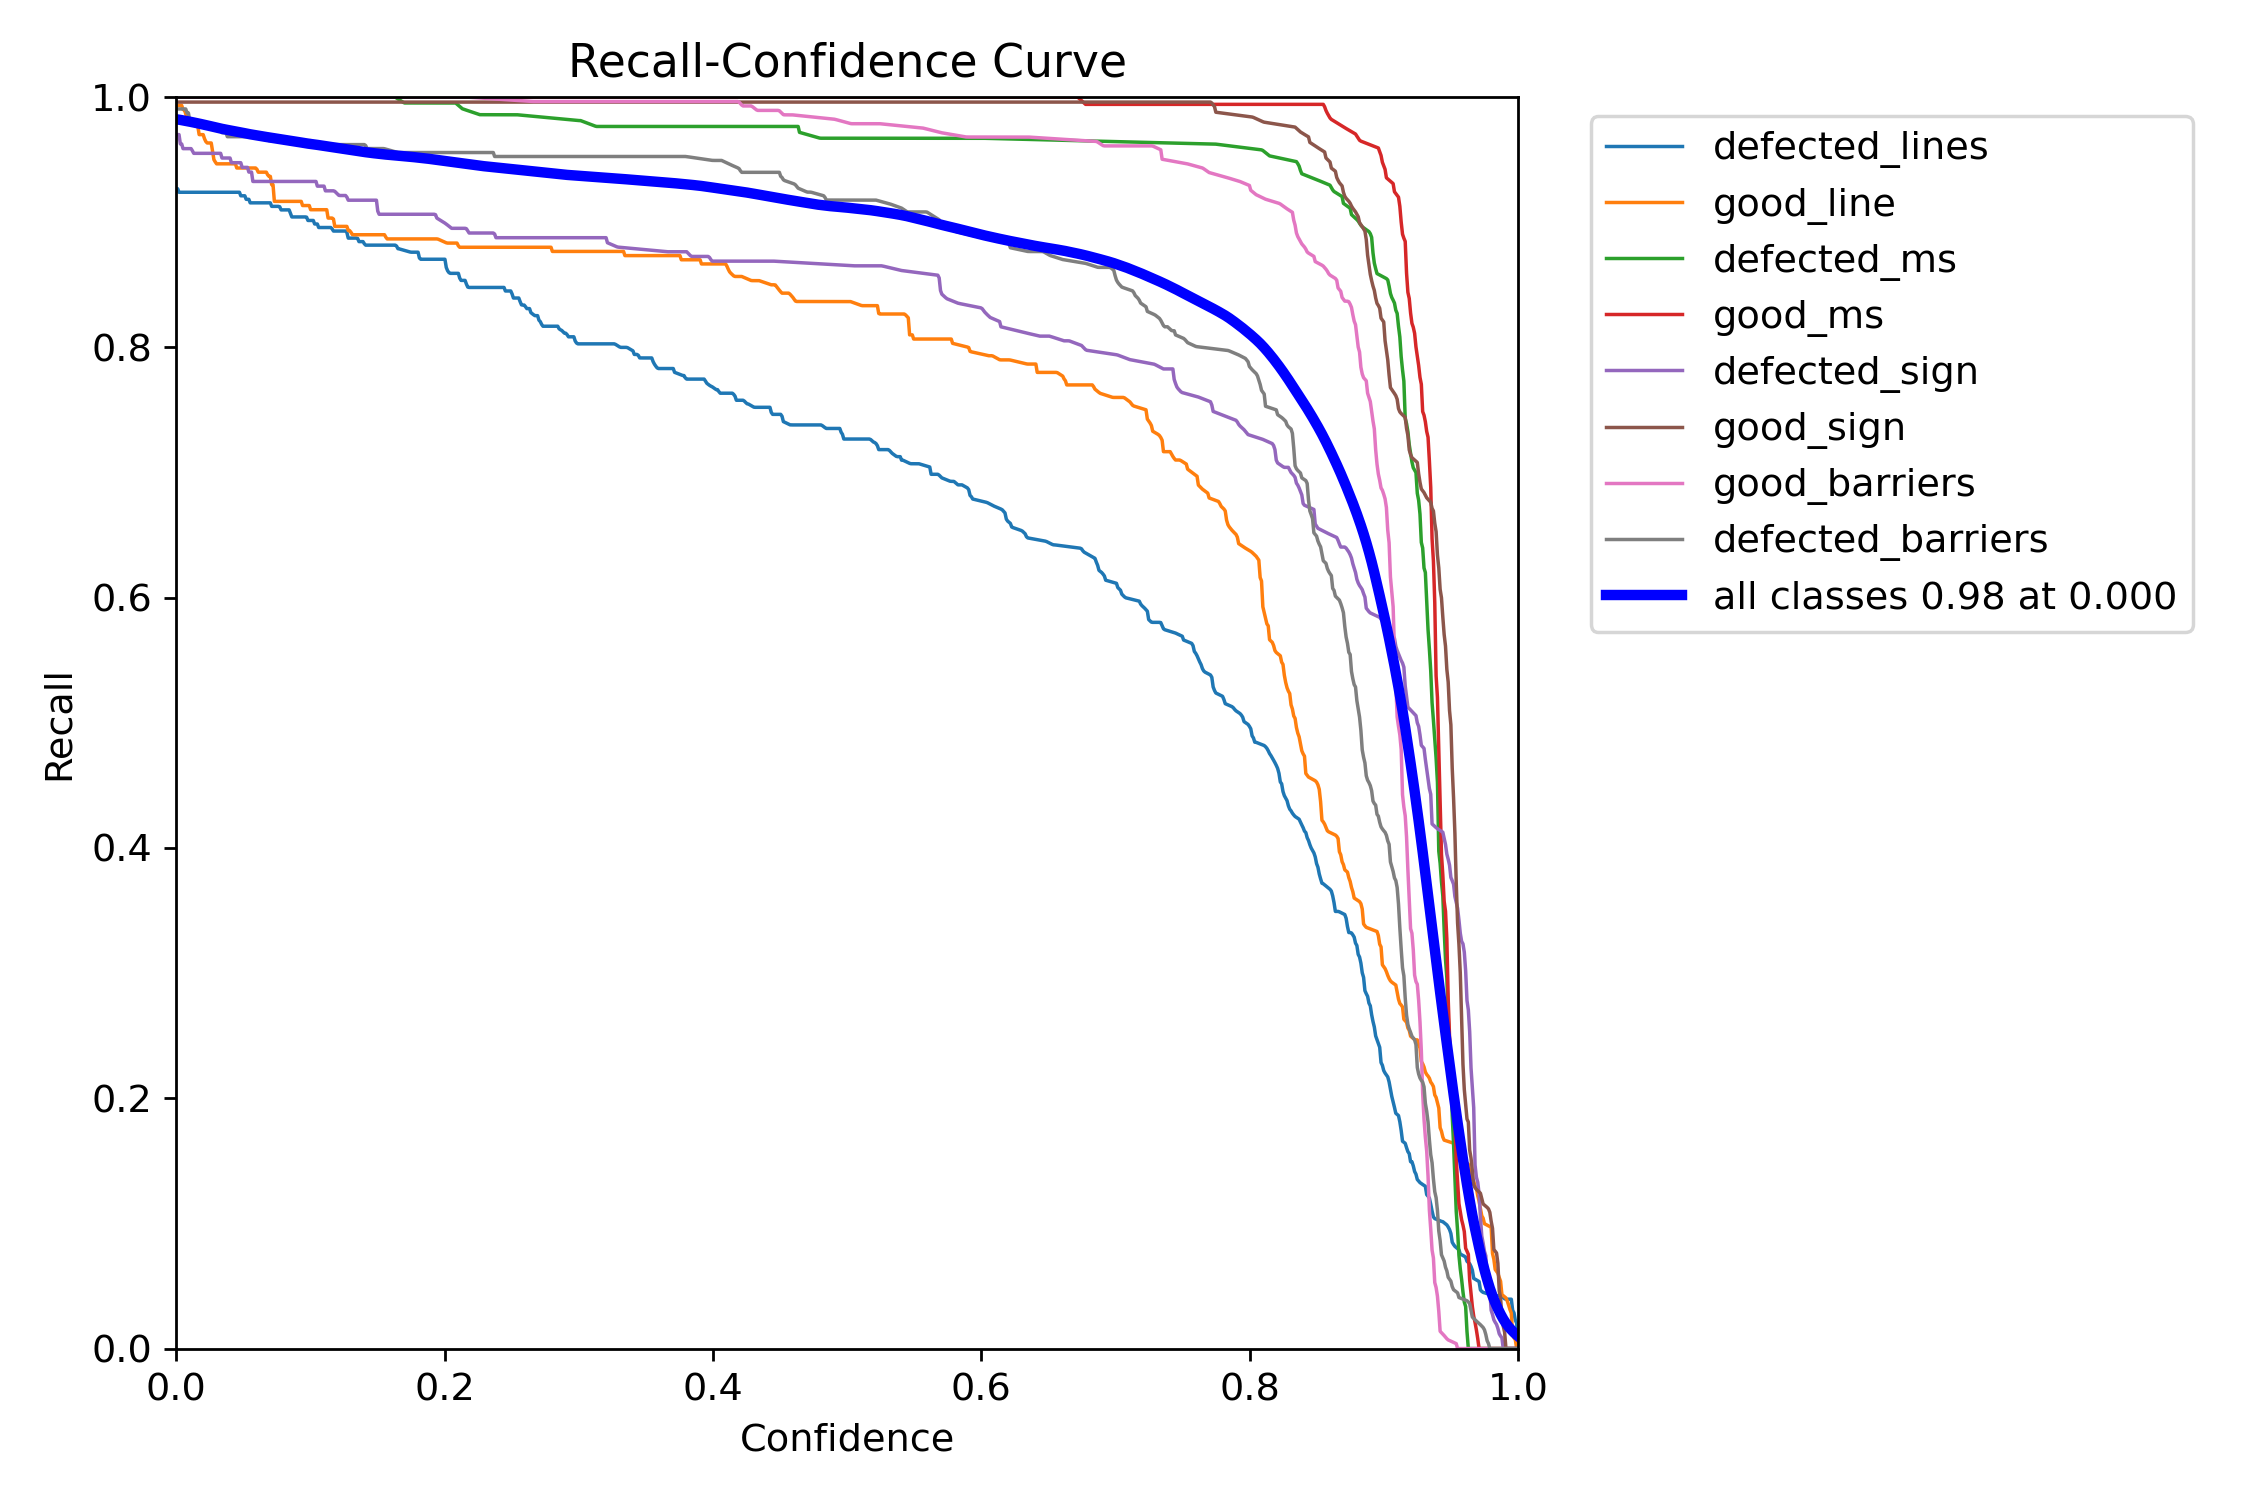 Recall-Confidence Curve
1.0
0.8
0.6
0.4
0.2
0.0
Recall
0.0 0.2 0.4 0.6 0.8 1.0
Confidence
defected_lines
good_line
defected_ms
good_ms
defected_sign
good_sign
good_barriers
defected_barriers
all classes 0.98 at 0.000